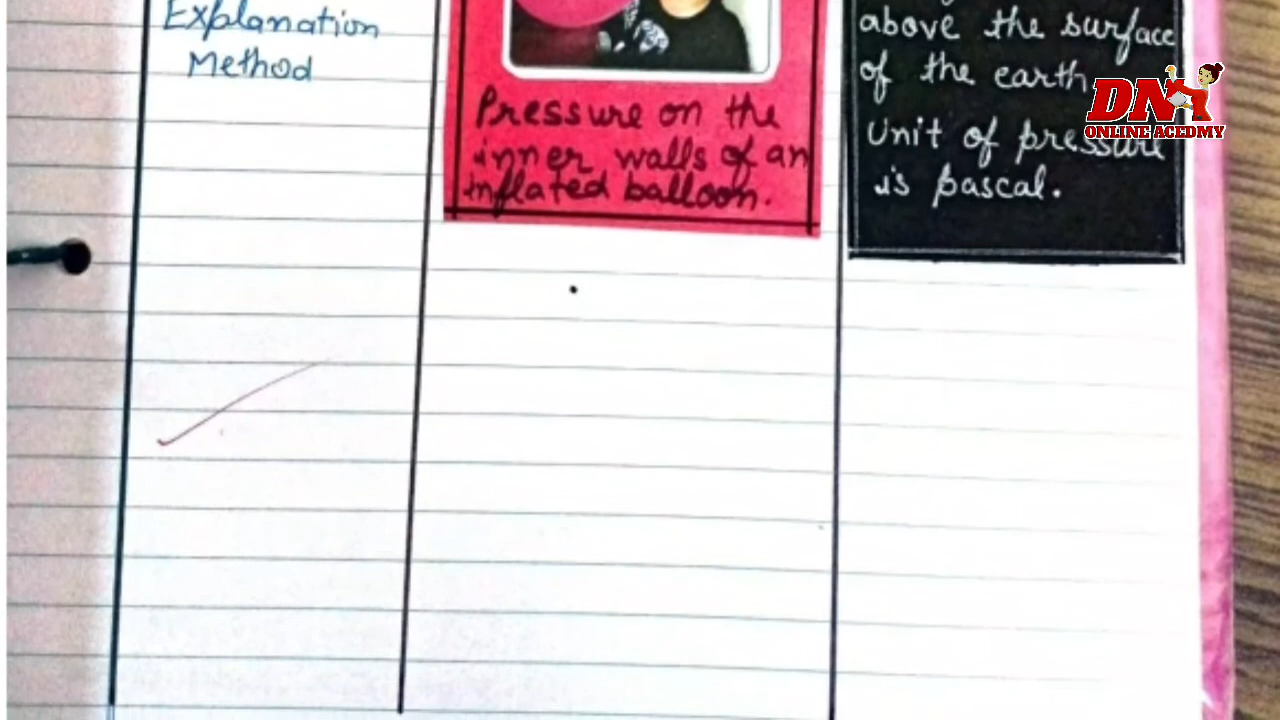 Explanation
Method
Pressure on the
inner walls of an
inflated balloon.
above the surface
of the earth
Unit of pressure
is pascal.
DN
ONLINE ACEDMY